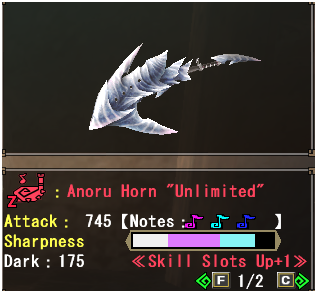 : Anoru Horn "Unlimited"
Attack : 745【Notes : 】
Sharpness
Dark : 175 ≪Skill Slots Up+1≫
F 1/2 C